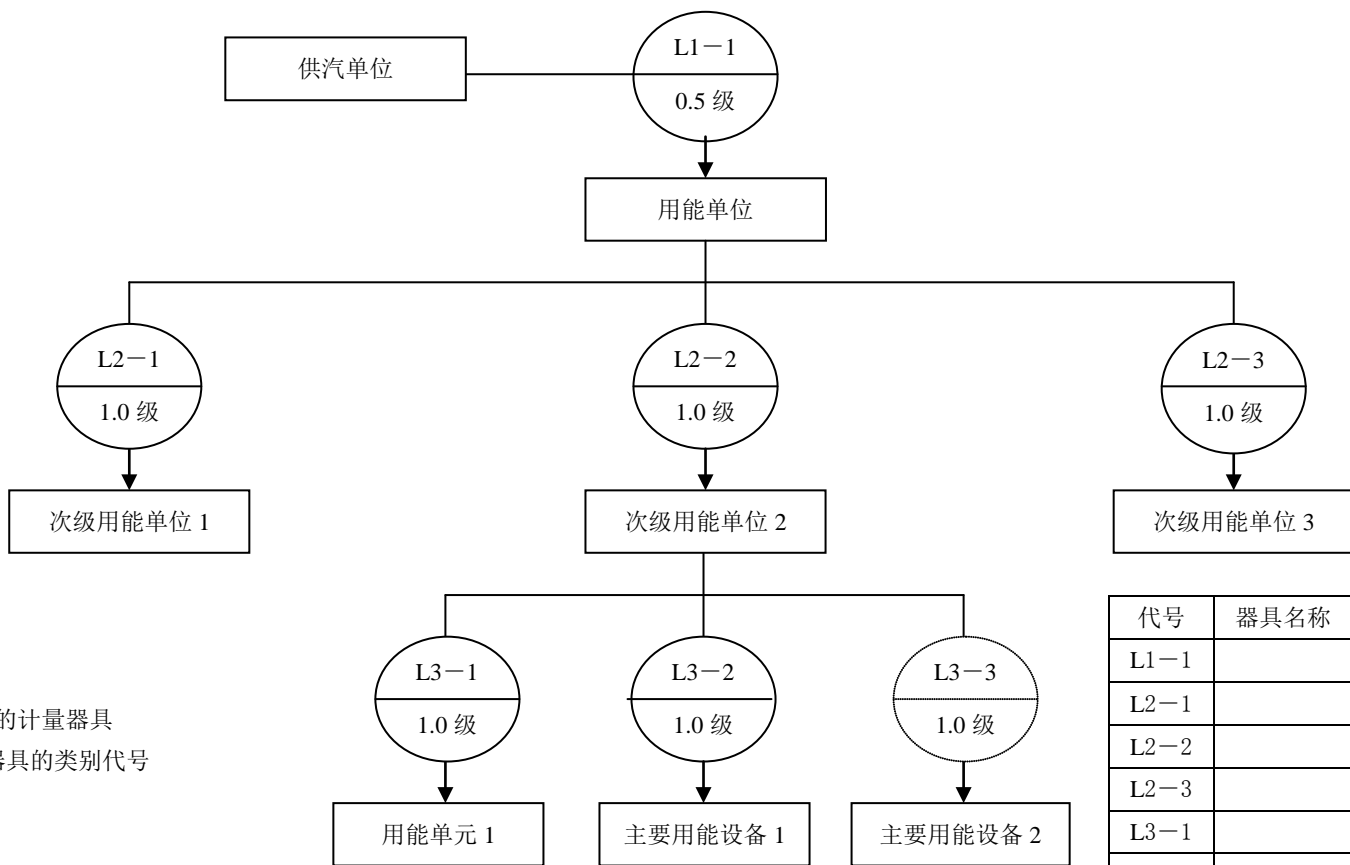 供汽单位
L1－1
0.5 级
用能单位
L2－1
1.0 级
L2－2
1.0 级
L2－3
1.0 级
次级用能单位 1
次级用能单位 2
次级用能单位 3
L3－1
1.0 级
L3－2
1.0 级
L3－3
1.0 级
用能单元 1
主要用能设备 1
主要用能设备 2
的计量器具
器具的类别代号
代号 器具名称
L1－1
L2－1
L2－2
L2－3
L3－1